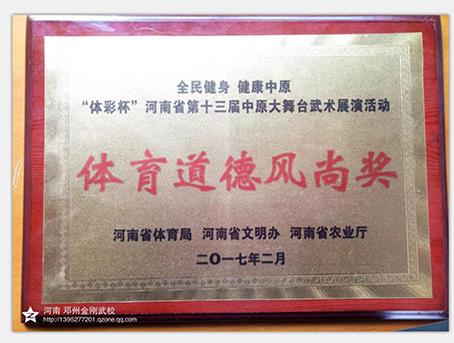 全民健身 健康中原
“体彩杯”河南省第十三届中原大舞台武术展演活动
体育道德风尚奖
河南省体育局 河南省文明办 河南省农业厅
二〇一七年二月
河南 邓州金刚武校
http://1395277201.qzone.qq.com